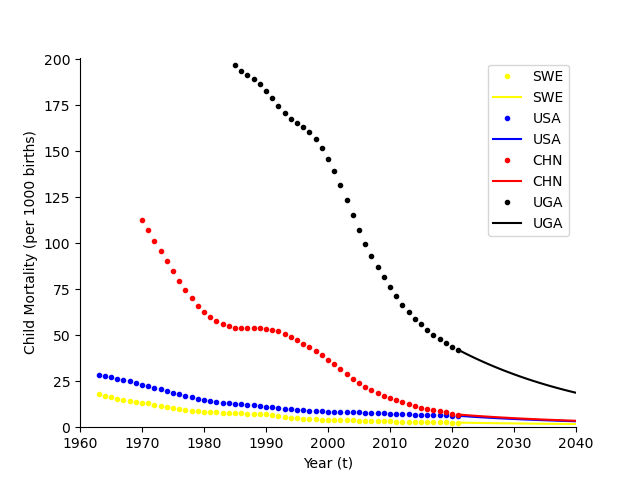 200
175
150
125
100
75
50
25
0
Child Mortality (per 1000 births)
SWE
SWE
USA
USA
CHN
CHN
UGA
UGA
1960 1970 1980 1990 2000 2010 2020 2030 2040
Year (t)